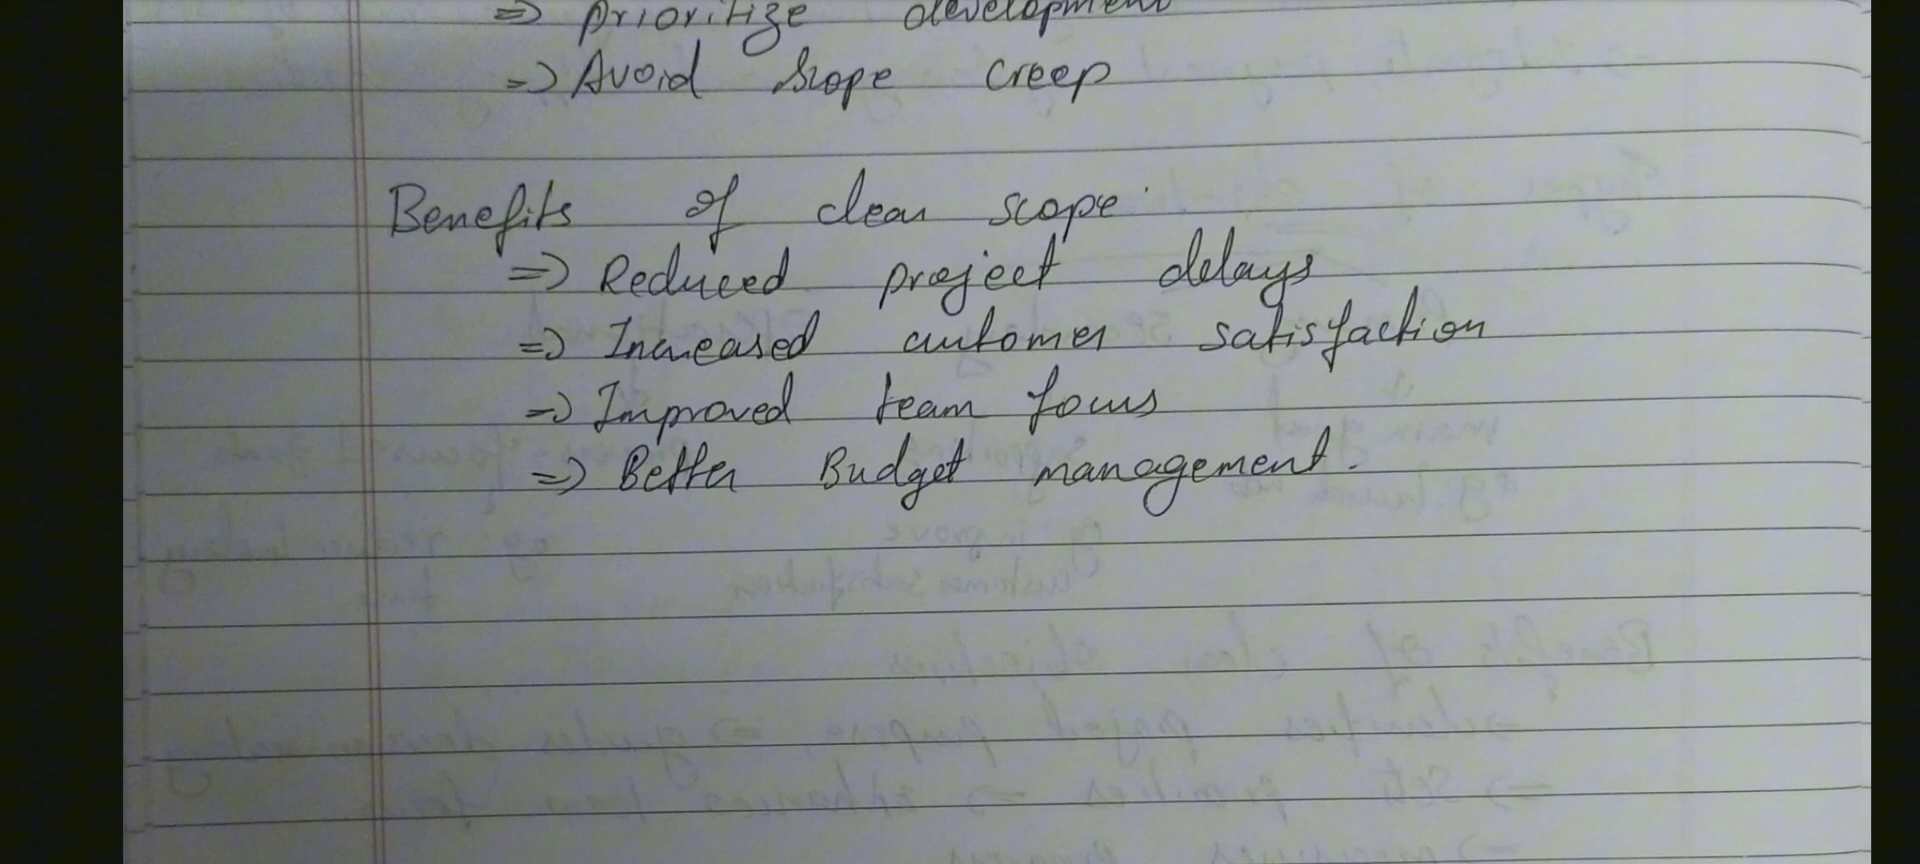 => Prioritize development
=> Avoid scope creep
Benefits of clear scope
=> Reduced project delays
=> Increased customer satisfaction
=> Improved team focus
=> Better Budget management.